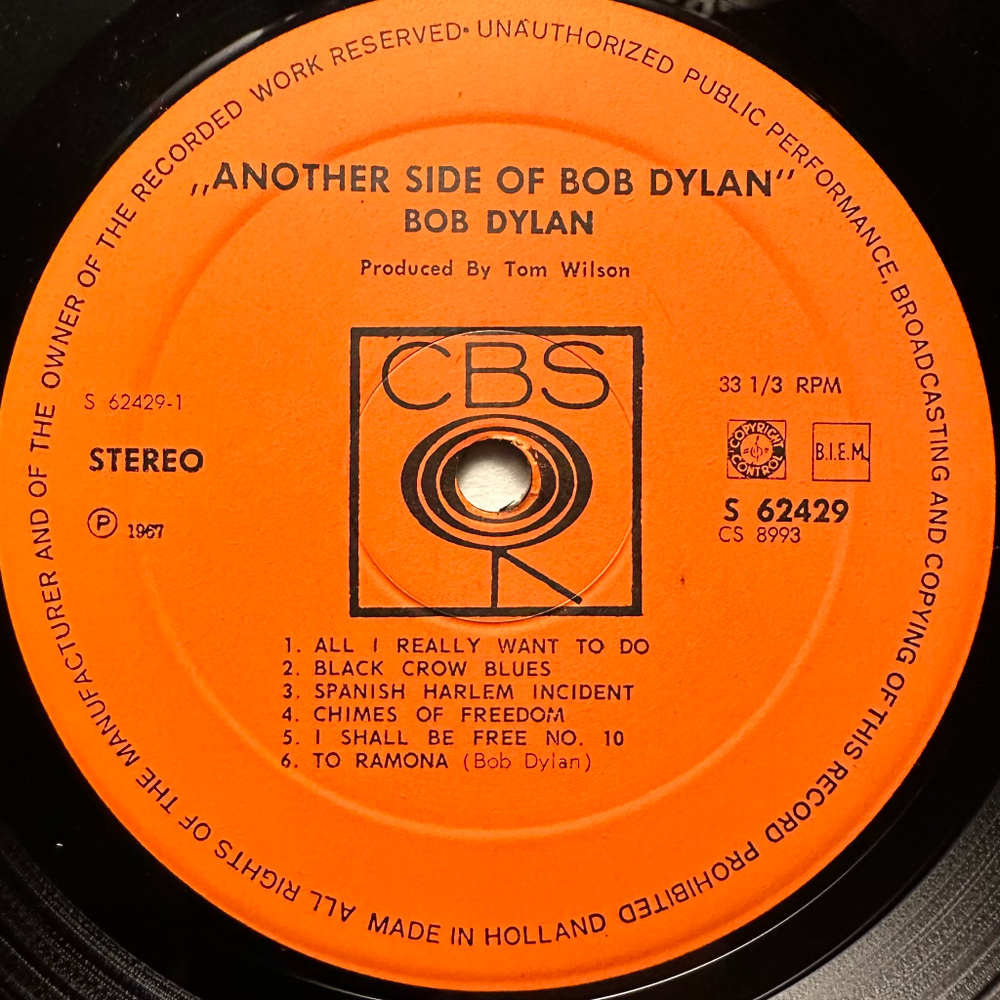 ALL RIGHTS OF THE MANUFACTURER AND OF THE OWNER OF THE RECORDED WORK RESERVED• UNAUTHORIZED PUBLIC PERFORMANCE, BROADCASTING AND COPYING OF THIS RECORD PROHIBITED
MADE IN HOLLAND
,,ANOTHER SIDE OF BOB DYLAN''
BOB DYLAN
Produced By Tom Wilson
CBS
S 62429-1
STEREO
Ⓟ 1967
33 1/3 RPM
COPYRIGHT CONTROL
B.I.E.M.
S 62429
CS 8993
1. ALL I REALLY WANT TO DO
2. BLACK CROW BLUES
3. SPANISH HARLEM INCIDENT
4. CHIMES OF FREEDOM
5. I SHALL BE FREE NO. 10
6. TO RAMONA (Bob Dylan)